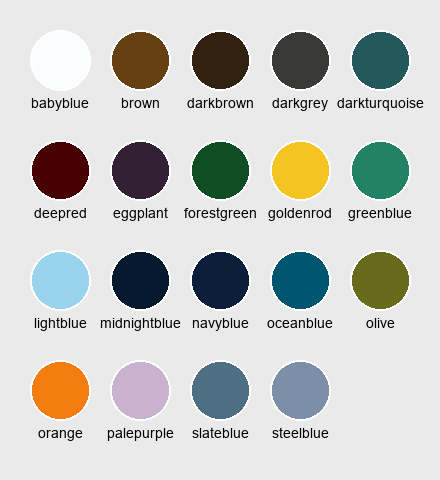 babyblue brown darkbrown darkgrey darkturquoise
deepred eggplant forestgreen goldenrod greenblue
lightblue midnightblue navyblue oceanblue olive
orange palepurple slateblue steelblue